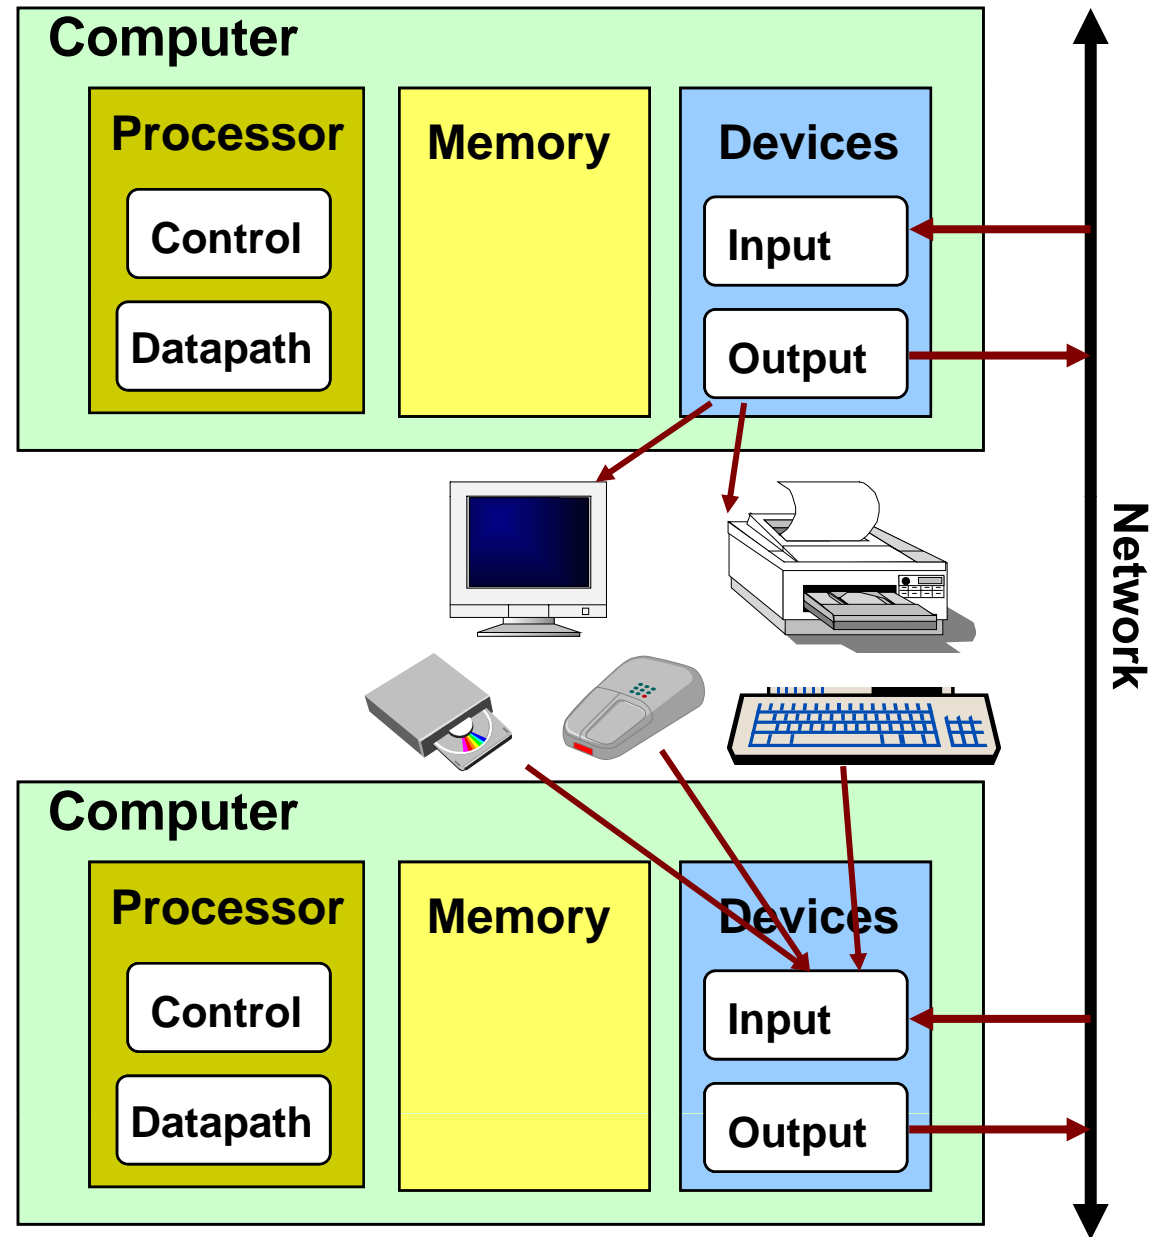 Computer
Processor
Control
Datapath
Memory
Devices
Input
Output
Network
Computer
Processor
Control
Datapath
Memory
Devices
Input
Output